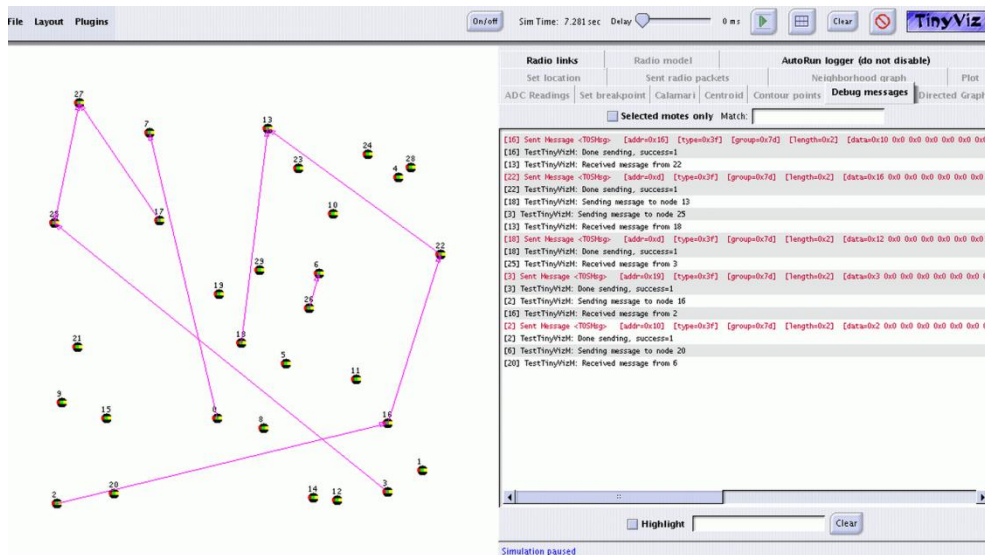 File Layout Plugins On/off Sim Time: 7.281 sec Delay 0 ms Clear TinyViz
Radio links Radio model AutoRun logger (do not disable)
Set location Sent radio packets Neighborhood graph Plot
ADC Readings Set breakpoint Calamari Centroid Contour points Debug messages Directed Graph
Selected motes only Match:
[16] Sent Message <TOSMsg> [addr=0x16] [type=0x3f] [group=0x7d] [length=0x2] [data=0x10 0x0 0x0 0x0 0x0 0x0 0x0
[16] TestTinyVizM: Done sending, success=1
[13] TestTinyVizM: Received message from 22
[22] Sent Message <TOSMsg> [addr=0xd] [type=0x3f] [group=0x7d] [length=0x2] [data=0x16 0x0 0x0 0x0 0x0 0x0 0x0
[22] TestTinyVizM: Done sending, success=1
[18] TestTinyVizM: Sending message to node 13
[3] TestTinyVizM: Sending message to node 25
[13] TestTinyVizM: Received message from 18
[18] Sent Message <TOSMsg> [addr=0xd] [type=0x3f] [group=0x7d] [length=0x2] [data=0x12 0x0 0x0 0x0 0x0 0x0 0x0
[18] TestTinyVizM: Done sending, success=1
[25] TestTinyVizM: Received message from 3
[3] Sent Message <TOSMsg> [addr=0x19] [type=0x3f] [group=0x7d] [length=0x2] [data=0x3 0x0 0x0 0x0 0x0 0x0 0x0
[3] TestTinyVizM: Done sending, success=1
[2] TestTinyVizM: Sending message to node 16
[16] TestTinyVizM: Received message from 2
[2] Sent Message <TOSMsg> [addr=0x10] [type=0x3f] [group=0x7d] [length=0x2] [data=0x2 0x0 0x0 0x0 0x0 0x0 0x0
[2] TestTinyVizM: Done sending, success=1
[6] TestTinyVizM: Sending message to node 20
[20] TestTinyVizM: Received message from 6
Highlight Clear
Simulation paused
27
7
13
24
23
4 28
10
25 17
22
29 6
19
26
18
21
5
11
9
15 0 8 16
1
2 20 14 12 3